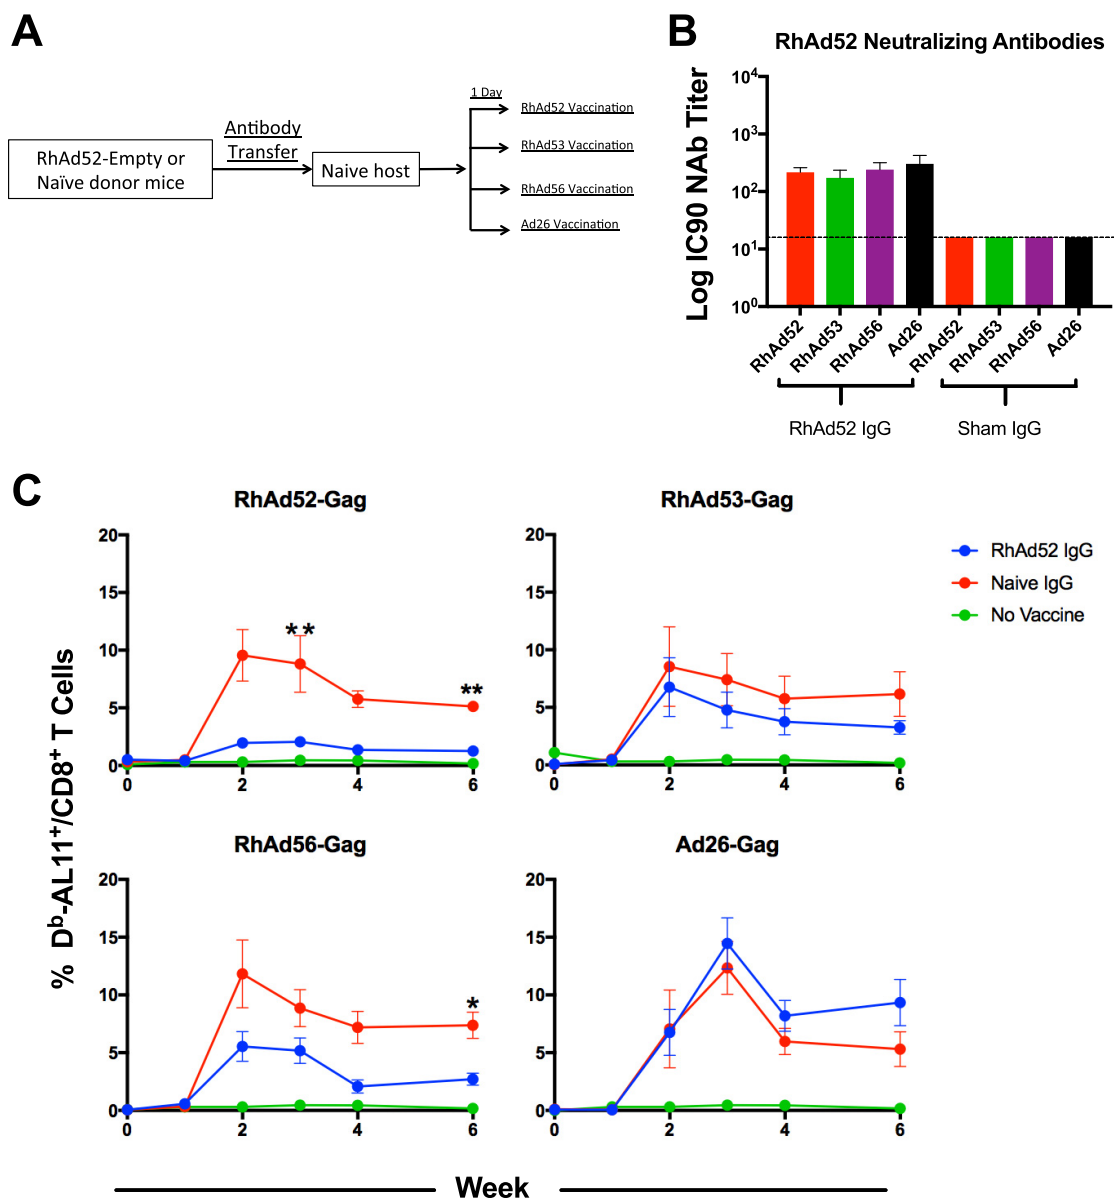 A
RhAd52-Empty or
Naïve donor mice
Antibody
Transfer
Naive host
1 Day
RhAd52 Vaccination
RhAd53 Vaccination
RhAd56 Vaccination
Ad26 Vaccination
B
RhAd52 Neutralizing Antibodies
Log IC90 NAb Titer
10⁴
10³
10²
10¹
10⁰
RhAd52
RhAd53
RhAd56
Ad26
RhAd52
RhAd53
RhAd56
Ad26
RhAd52 IgG
Sham IgG
C
% Dᵇ-AL11⁺/CD8⁺ T Cells
RhAd52-Gag
20
15
10
5
0
0 2 4 6
**
**
RhAd53-Gag
20
15
10
5
0
0 2 4 6
RhAd52 IgG
Naive IgG
No Vaccine
RhAd56-Gag
20
15
10
5
0
0 2 4 6
*
Ad26-Gag
20
15
10
5
0
0 2 4 6
Week